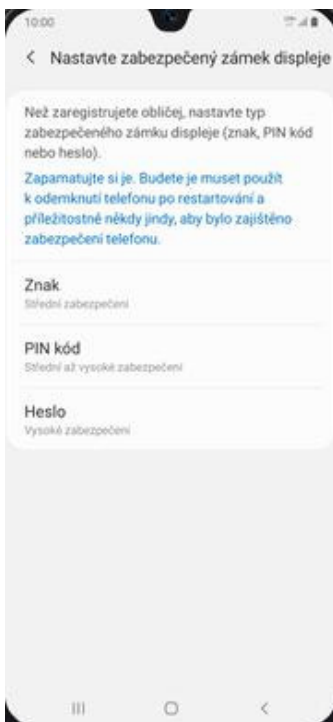 10:00
Nastavte zabezpečený zámek displeje
Než zaregistrujete obličej, nastavte typ
zabezpečeného zámku displeje (znak, PIN kód
nebo heslo).
Zapamatujte si je. Budete je muset použít
k odemknutí telefonu po restartování a
příležitostné někdy jindy, aby bylo zajištěno
zabezpečení telefonu.
Znak
Střední zabezpečení
PIN kód
Střední až vysoké zabezpečení
Heslo
Vysoké zabezpečení